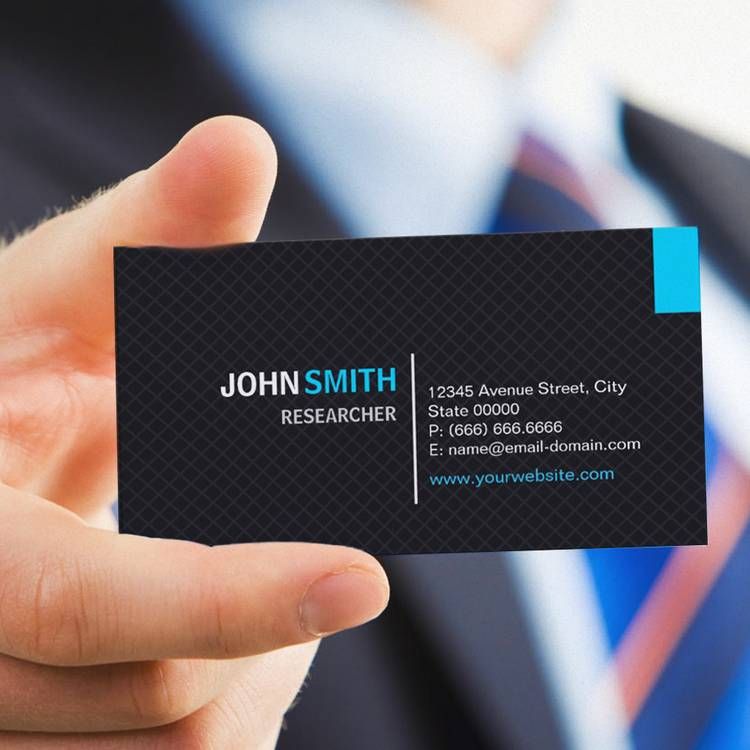 JOHN SMITH
RESEARCHER
12345 Avenue Street, City
State 00000
P: (666) 666.6666
E: name@email-domain.com
www.yourwebsite.com